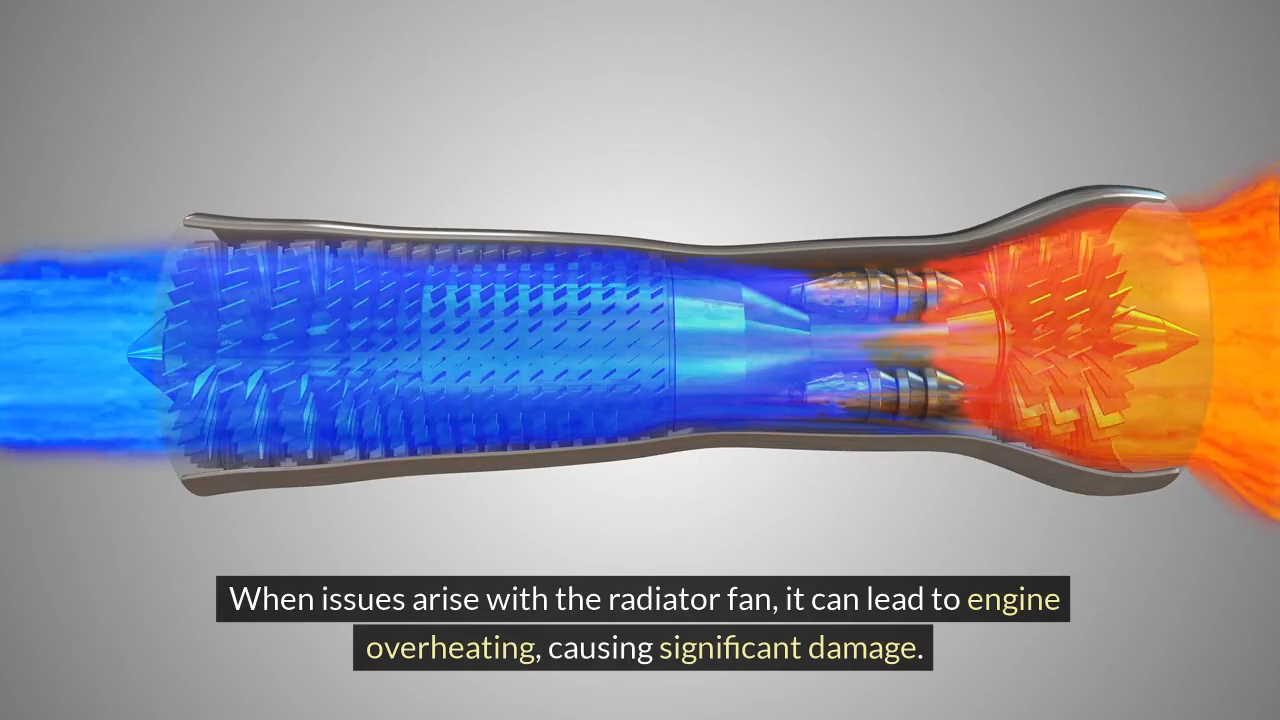 When issues arise with the radiator fan, it can lead to engine
overheating, causing significant damage.